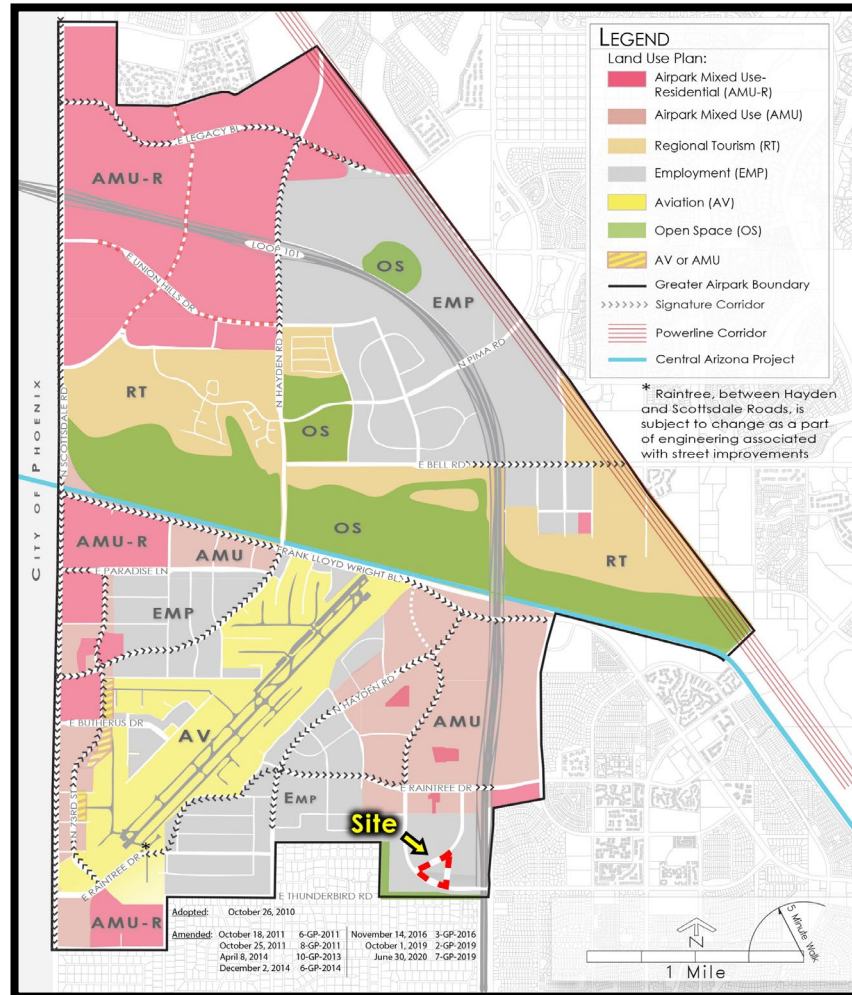 LEGEND
Land Use Plan:
Airpark Mixed Use-
Residential (AMU-R)
Airpark Mixed Use (AMU)
Regional Tourism (RT)
Employment (EMP)
Aviation (AV)
Open Space (OS)
AV or AMU
Greater Airpark Boundary
Signature Corridor
Powerline Corridor
Central Arizona Project
* Raintree, between Hayden
and Scottsdale Roads, is
subject to change as a part
of engineering associated
with street improvements
E LEGACY BL
AMU-R
LOOP 101
OS
E UNION HILLS DR
EMP
N PIMA RD
N HAYDEN RD
RT
CITY OF PHOENIX
N SCOTTSDALE RD
OS
E BELL RD
OS
AMU-R
AMU
FRANK LLOYD WRIGHT BL
RT
E PARADISE LN
EMP
N HAYDEN RD
E BUTHERUS DR
AV
AMU
N 73RD ST
EMP
E RAINTREE DR
Site
*
E RAINTREE DR
E THUNDERBIRD RD
AMU-R
Adopted: October 26, 2010
Amended: October 18, 2011 6-GP-2011 November 14, 2016 3-GP-2016
October 25, 2011 8-GP-2011 October 1, 2019 2-GP-2019
April 8, 2014 10-GP-2013 June 30, 2020 7-GP-2019
December 2, 2014 6-GP-2014
N
5 Minute Walk
1 Mile